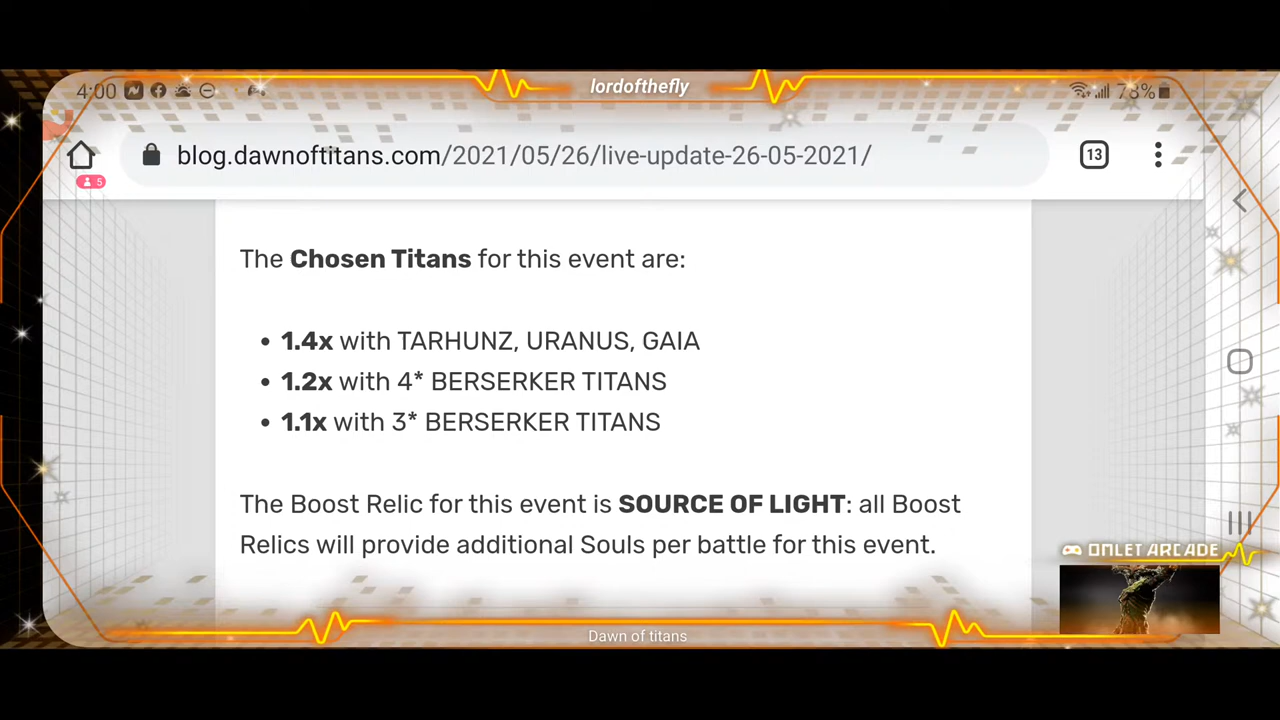 lordofthefly
4:00
78%
blog.dawnoftitans.com/2021/05/26/live-update-26-05-2021/
13
5
The Chosen Titans for this event are:
• 1.4x with TARHUNZ, URANUS, GAIA
• 1.2x with 4* BERSERKER TITANS
• 1.1x with 3* BERSERKER TITANS
The Boost Relic for this event is SOURCE OF LIGHT: all Boost
Relics will provide additional Souls per battle for this event.
OMLET ARCADE
Dawn of titans